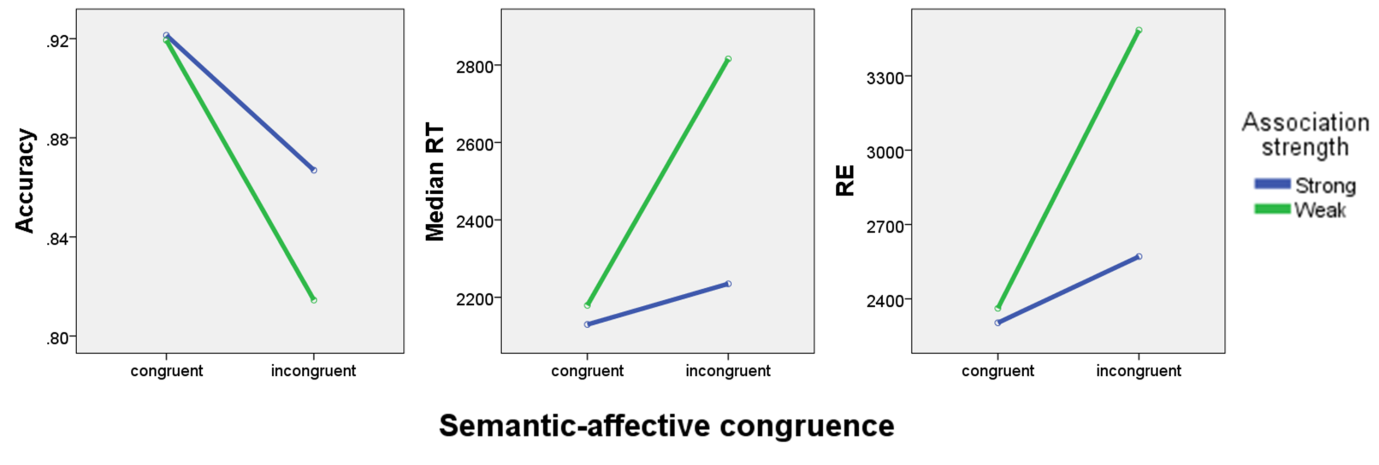 Accuracy
.92
.88
.84
.80
congruent
incongruent
Median RT
2800
2600
2400
2200
congruent
incongruent
RE
3300
3000
2700
2400
congruent
incongruent
Association
strength
Strong
Weak
Semantic-affective congruence